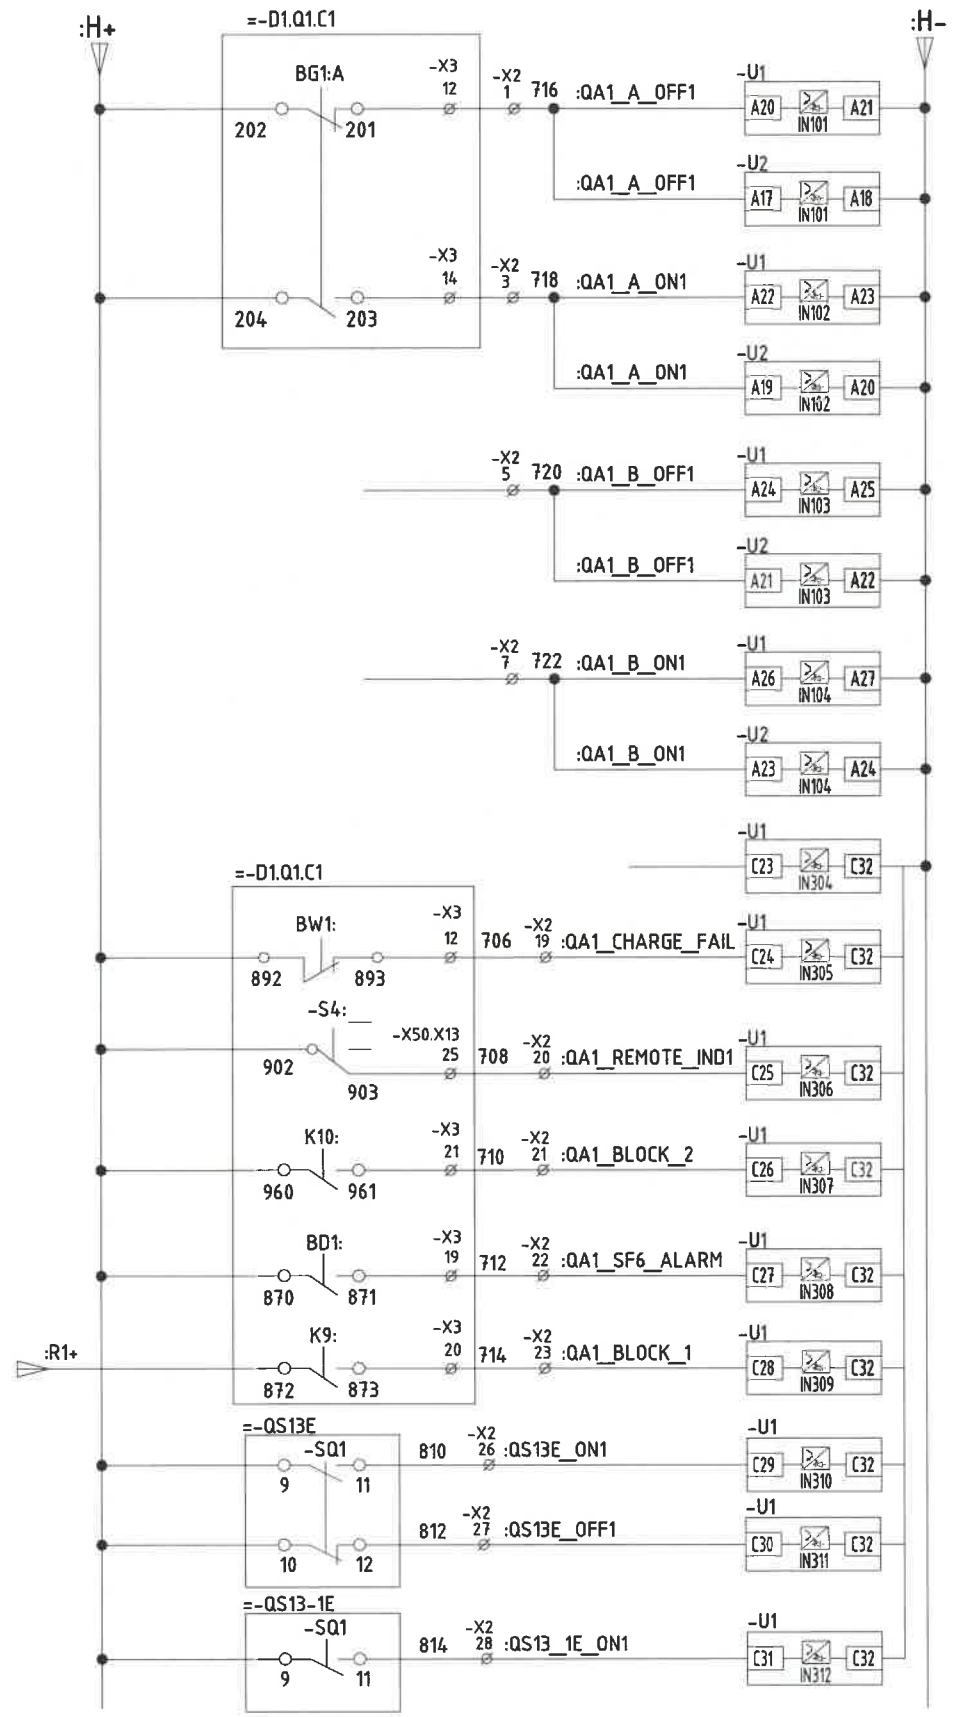 :H+
=-D1.Q1.C1
:H-
BG1:A
-X3
12
-X2
1
716
:QA1_A_OFF1
-U1
A20
A21
IN101
202
201
-U2
:QA1_A_OFF1
A17
A18
IN101
-X3
14
-X2
3
718
:QA1_A_ON1
-U1
A22
A23
IN102
204
203
-U2
:QA1_A_ON1
A19
A20
IN102
-X2
5
720
:QA1_B_OFF1
-U1
A24
A25
IN103
-U2
:QA1_B_OFF1
A21
A22
IN103
-X2
7
722
:QA1_B_ON1
-U1
A26
A27
IN104
-U2
:QA1_B_ON1
A23
A24
IN104
-U1
C23
C32
IN304
=-D1.Q1.C1
BW1:
-X3
12
706
-X2
19
:QA1_CHARGE_FAIL
-U1
C24
C32
IN305
892
893
-S4:
-X50.X13
25
708
-X2
20
:QA1_REMOTE_IND1
-U1
C25
C32
IN306
902
903
K10:
-X3
21
710
-X2
21
:QA1_BLOCK_2
-U1
C26
C32
IN307
960
961
BD1:
-X3
19
712
-X2
22
:QA1_SF6_ALARM
-U1
C27
C32
IN308
870
871
:R1+
K9:
-X3
20
714
-X2
23
:QA1_BLOCK_1
-U1
C28
C32
IN309
872
873
=-QS13E
-SQ1
810
-X2
26
:QS13E_ON1
-U1
C29
C32
IN310
9
11
812
-X2
27
:QS13E_OFF1
-U1
C30
C32
IN311
10
12
=-QS13-1E
-SQ1
814
-X2
28
:QS13_1E_ON1
-U1
C31
C32
IN312
9
11